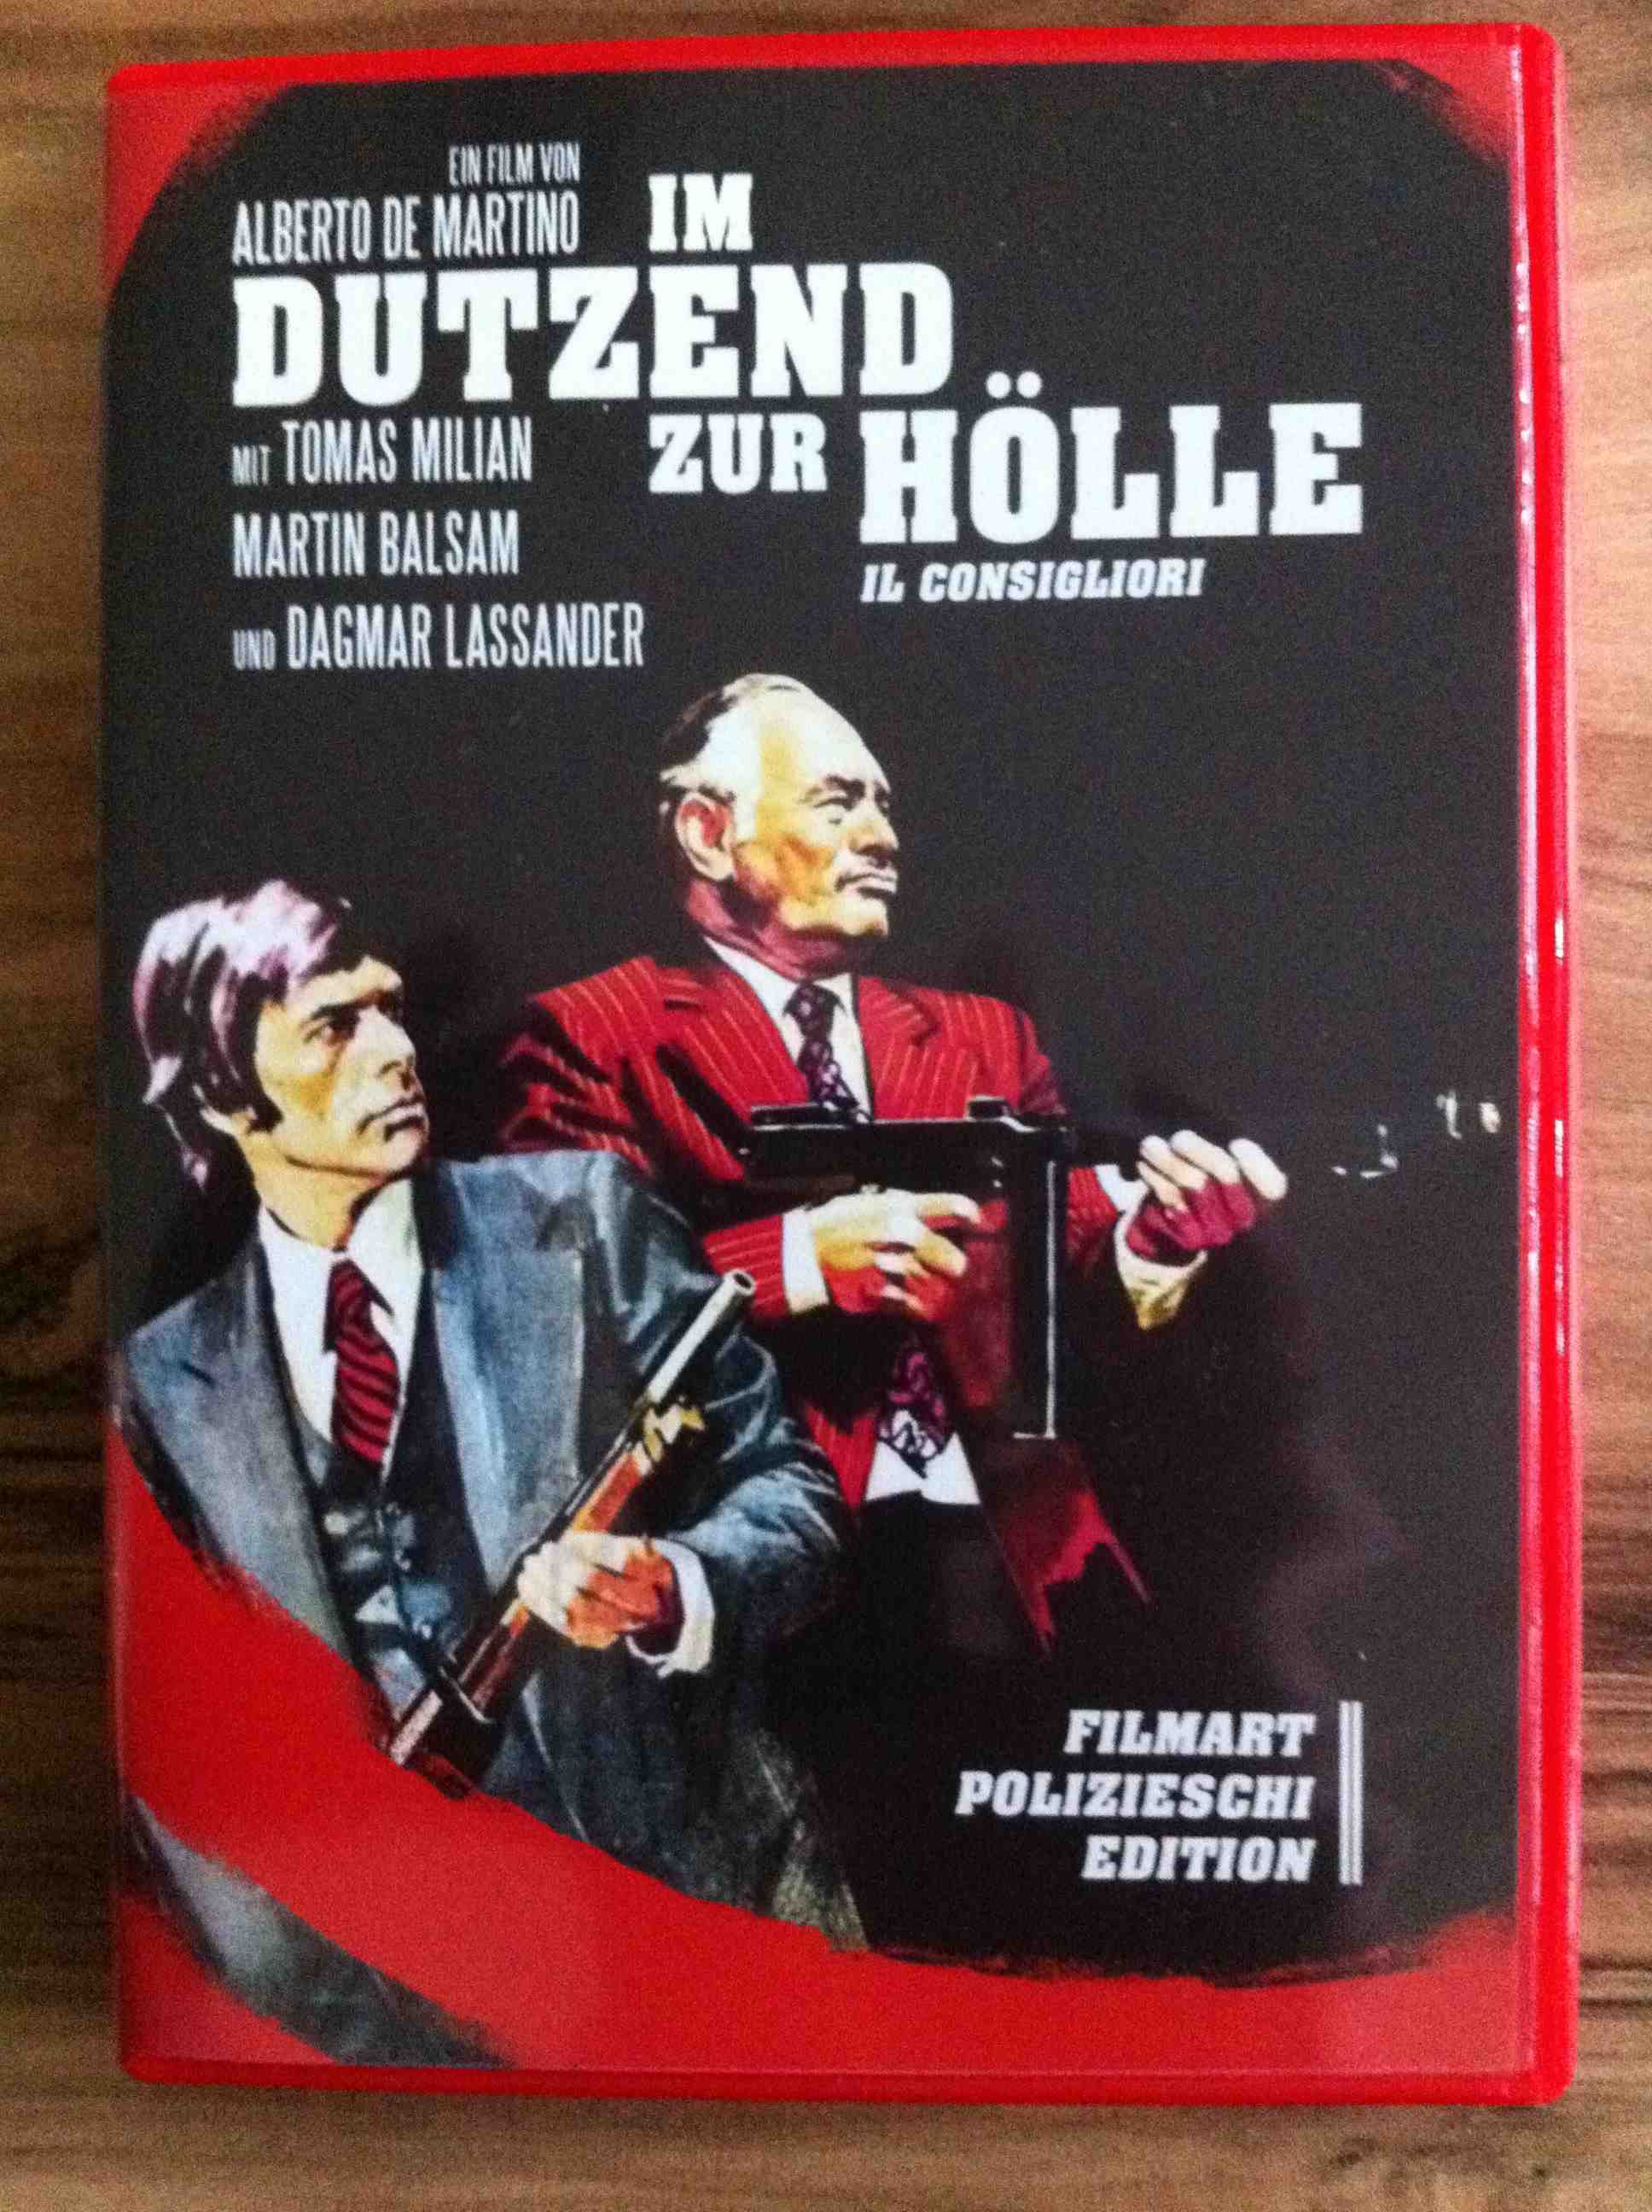 EIN FILM VON
ALBERTO DE MARTINO
IM
DUTZEND
ZUR HÖLLE
IL CONSIGLIORI
MIT TOMAS MILIAN
MARTIN BALSAM
UND DAGMAR LASSANDER
FILMART
POLIZIESCHI
EDITION